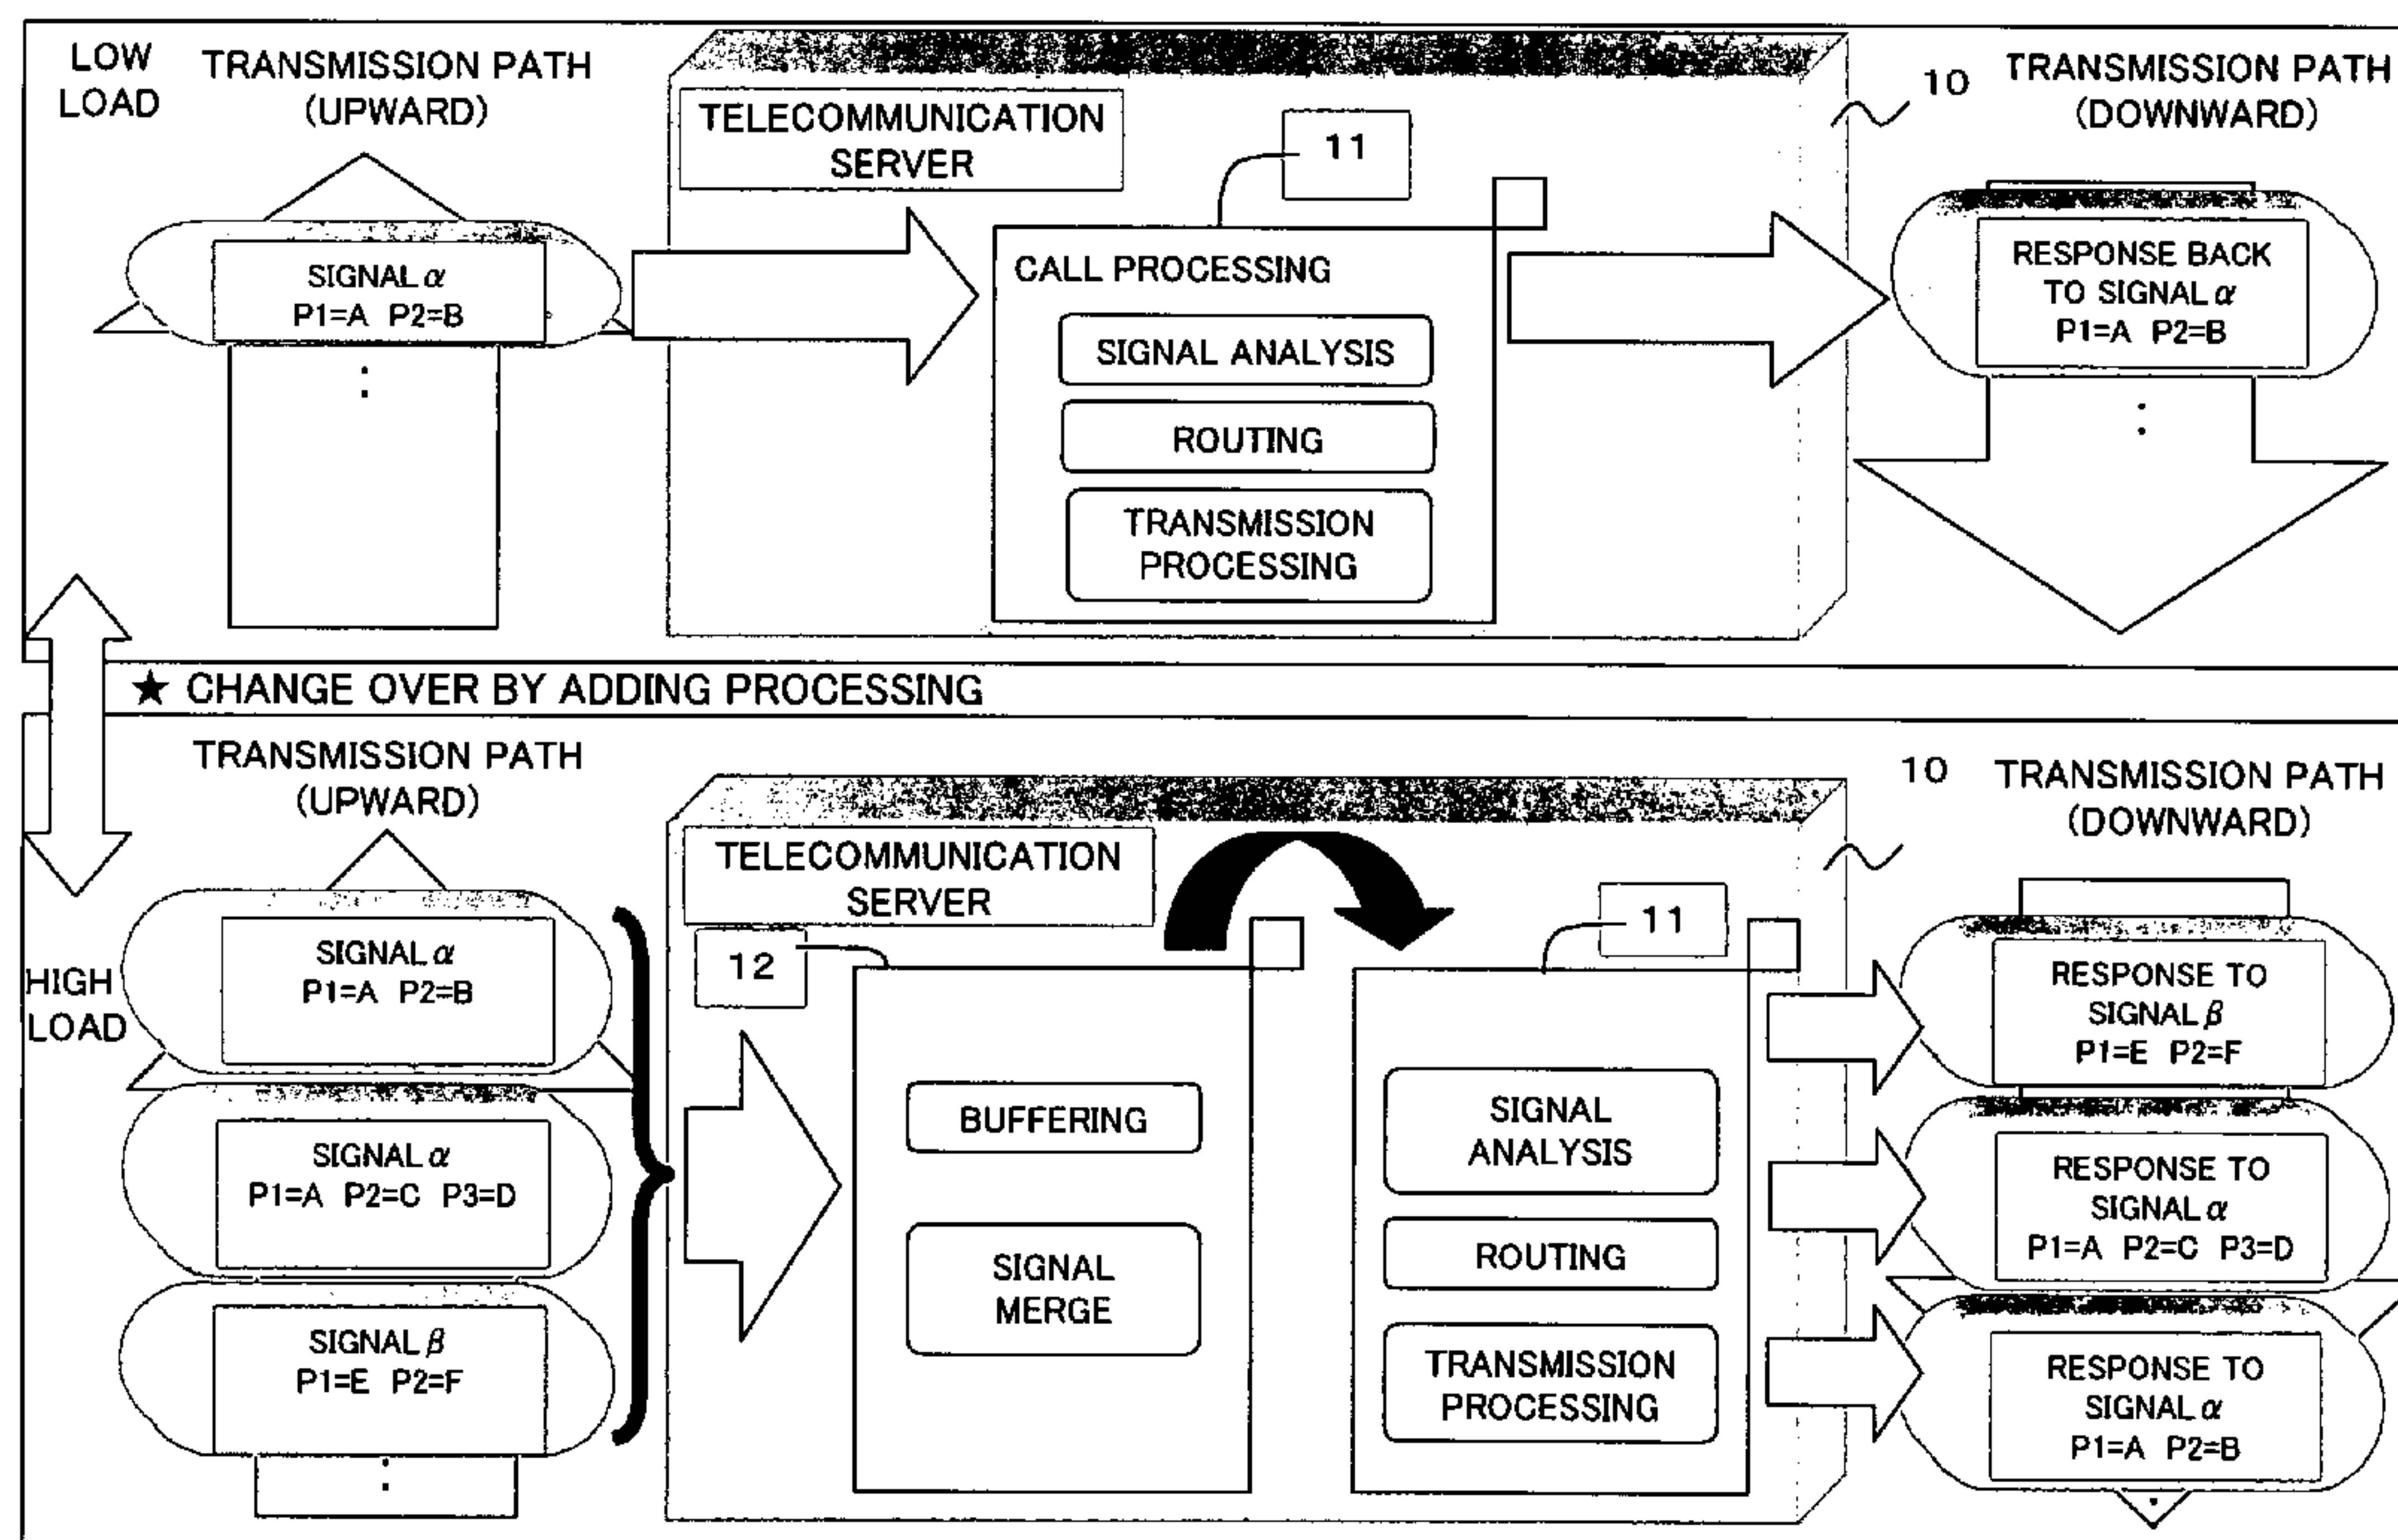 LOW
LOAD
TRANSMISSION PATH
(UPWARD)
TELECOMMUNICATION
SERVER
11
10
TRANSMISSION PATH
(DOWNWARD)
SIGNAL α
P1=A P2=B
:
CALL PROCESSING
SIGNAL ANALYSIS
ROUTING
TRANSMISSION
PROCESSING
RESPONSE BACK
TO SIGNAL α
P1=A P2=B
:
★ CHANGE OVER BY ADDING PROCESSING
HIGH
LOAD
TRANSMISSION PATH
(UPWARD)
SIGNAL α
P1=A P2=B
SIGNAL α
P1=A P2=C P3=D
SIGNAL β
P1=E P2=F
:
TELECOMMUNICATION
SERVER
12
BUFFERING
SIGNAL
MERGE
11
SIGNAL
ANALYSIS
ROUTING
TRANSMISSION
PROCESSING
10
TRANSMISSION PATH
(DOWNWARD)
RESPONSE TO
SIGNAL β
P1=E P2=F
RESPONSE TO
SIGNAL α
P1=A P2=C P3=D
RESPONSE TO
SIGNAL α
P1=A P2=B